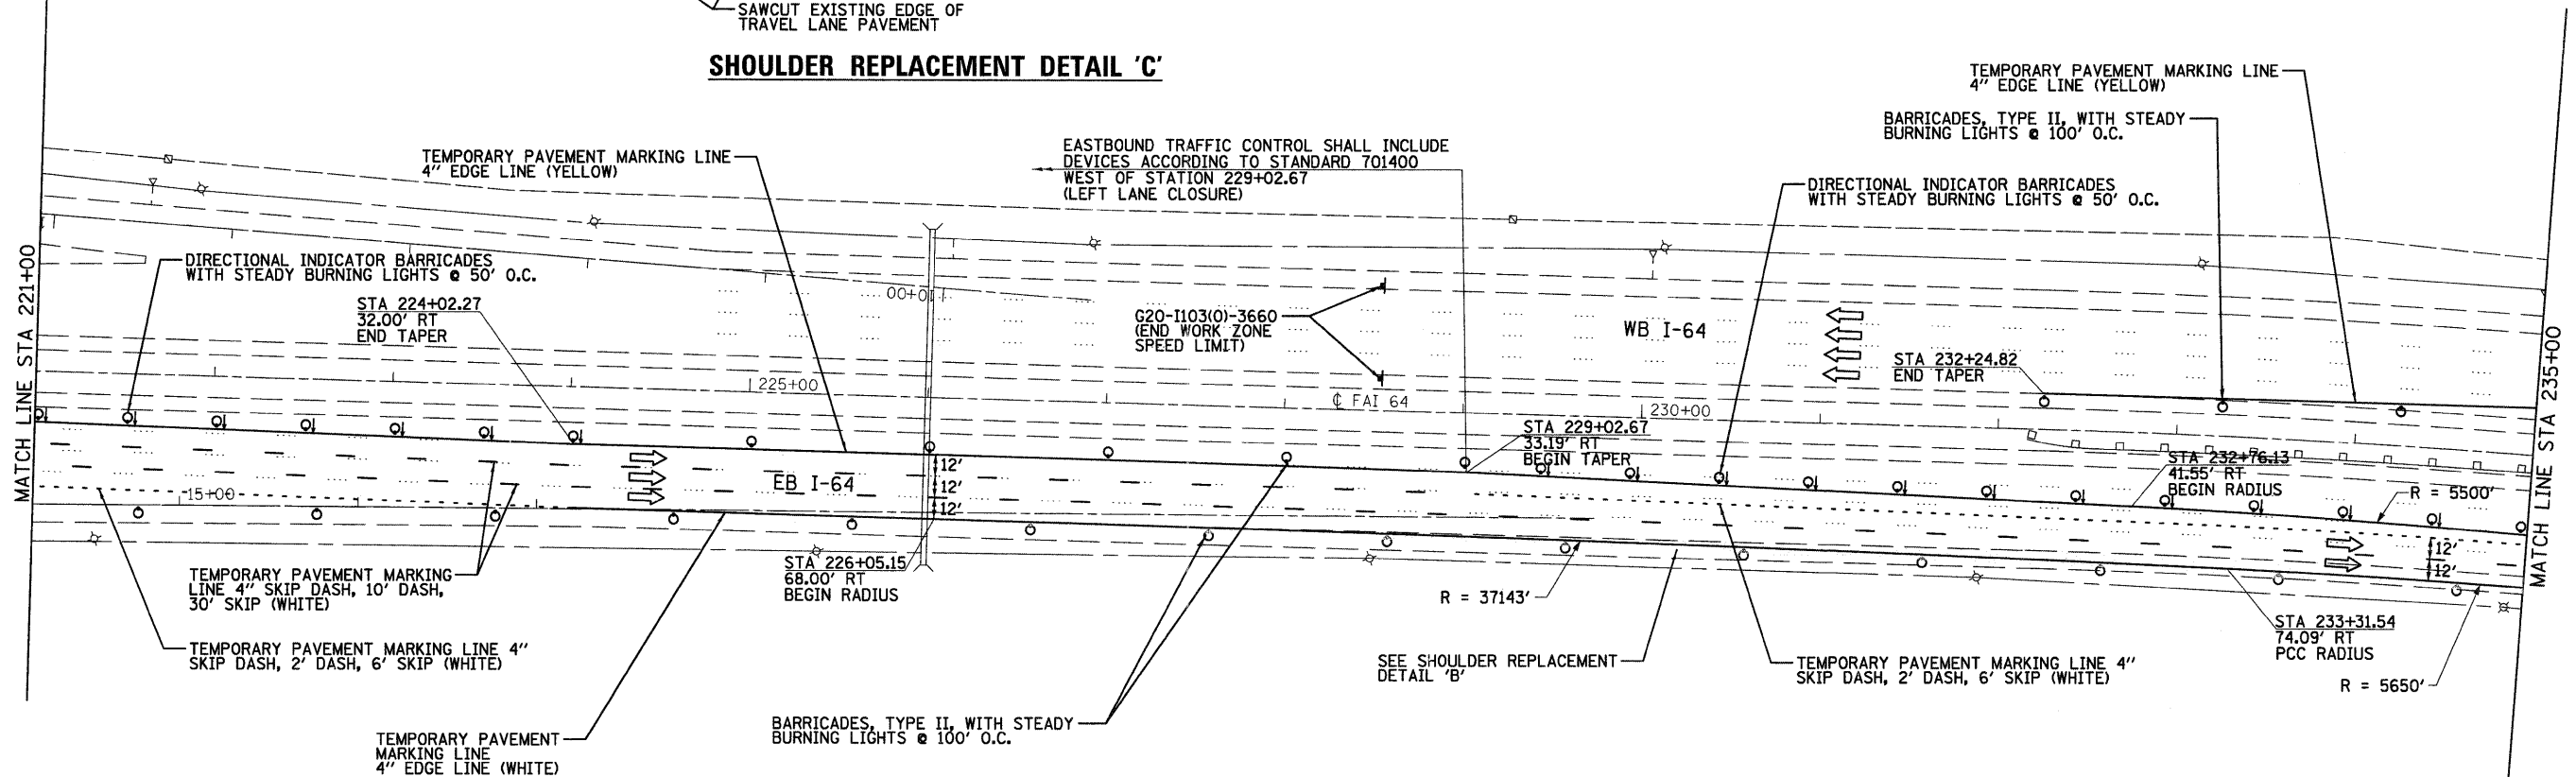 SAWCUT EXISTING EDGE OF
TRAVEL LANE PAVEMENT
SHOULDER REPLACEMENT DETAIL 'C'
TEMPORARY PAVEMENT MARKING LINE
4" EDGE LINE (YELLOW)
BARRICADES, TYPE II, WITH STEADY
BURNING LIGHTS @ 100' O.C.
EASTBOUND TRAFFIC CONTROL SHALL INCLUDE
DEVICES ACCORDING TO STANDARD 701400
WEST OF STATION 229+02.67
(LEFT LANE CLOSURE)
TEMPORARY PAVEMENT MARKING LINE
4" EDGE LINE (YELLOW)
DIRECTIONAL INDICATOR BARRICADES
WITH STEADY BURNING LIGHTS @ 50' O.C.
DIRECTIONAL INDICATOR BARRICADES
WITH STEADY BURNING LIGHTS @ 50' O.C.
MATCH LINE STA 221+00
STA 224+02.27
32.00' RT
END TAPER
10+00
G20-I103(0)-3660
(END WORK ZONE
SPEED LIMIT)
WB I-64
STA 232+24.82
END TAPER
MATCH LINE STA 235+00
225+00
℄ FAI 64
230+00
STA 229+02.67
33.19' RT
BEGIN TAPER
STA 232+76.13
41.55' RT
BEGIN RADIUS
R = 5500'
12'
12'
12'
EB I-64
15+00
12'
12'
STA 226+05.15
68.00' RT
BEGIN RADIUS
TEMPORARY PAVEMENT MARKING
LINE 4" SKIP DASH, 10' DASH,
30' SKIP (WHITE)
R = 37143'
STA 233+31.54
74.09' RT
PCC RADIUS
TEMPORARY PAVEMENT MARKING LINE 4"
SKIP DASH, 2' DASH, 6' SKIP (WHITE)
SEE SHOULDER REPLACEMENT
DETAIL 'B'
TEMPORARY PAVEMENT MARKING LINE 4"
SKIP DASH, 2' DASH, 6' SKIP (WHITE)
R = 5650'
BARRICADES, TYPE II, WITH STEADY
BURNING LIGHTS @ 100' O.C.
TEMPORARY PAVEMENT
MARKING LINE
4" EDGE LINE (WHITE)